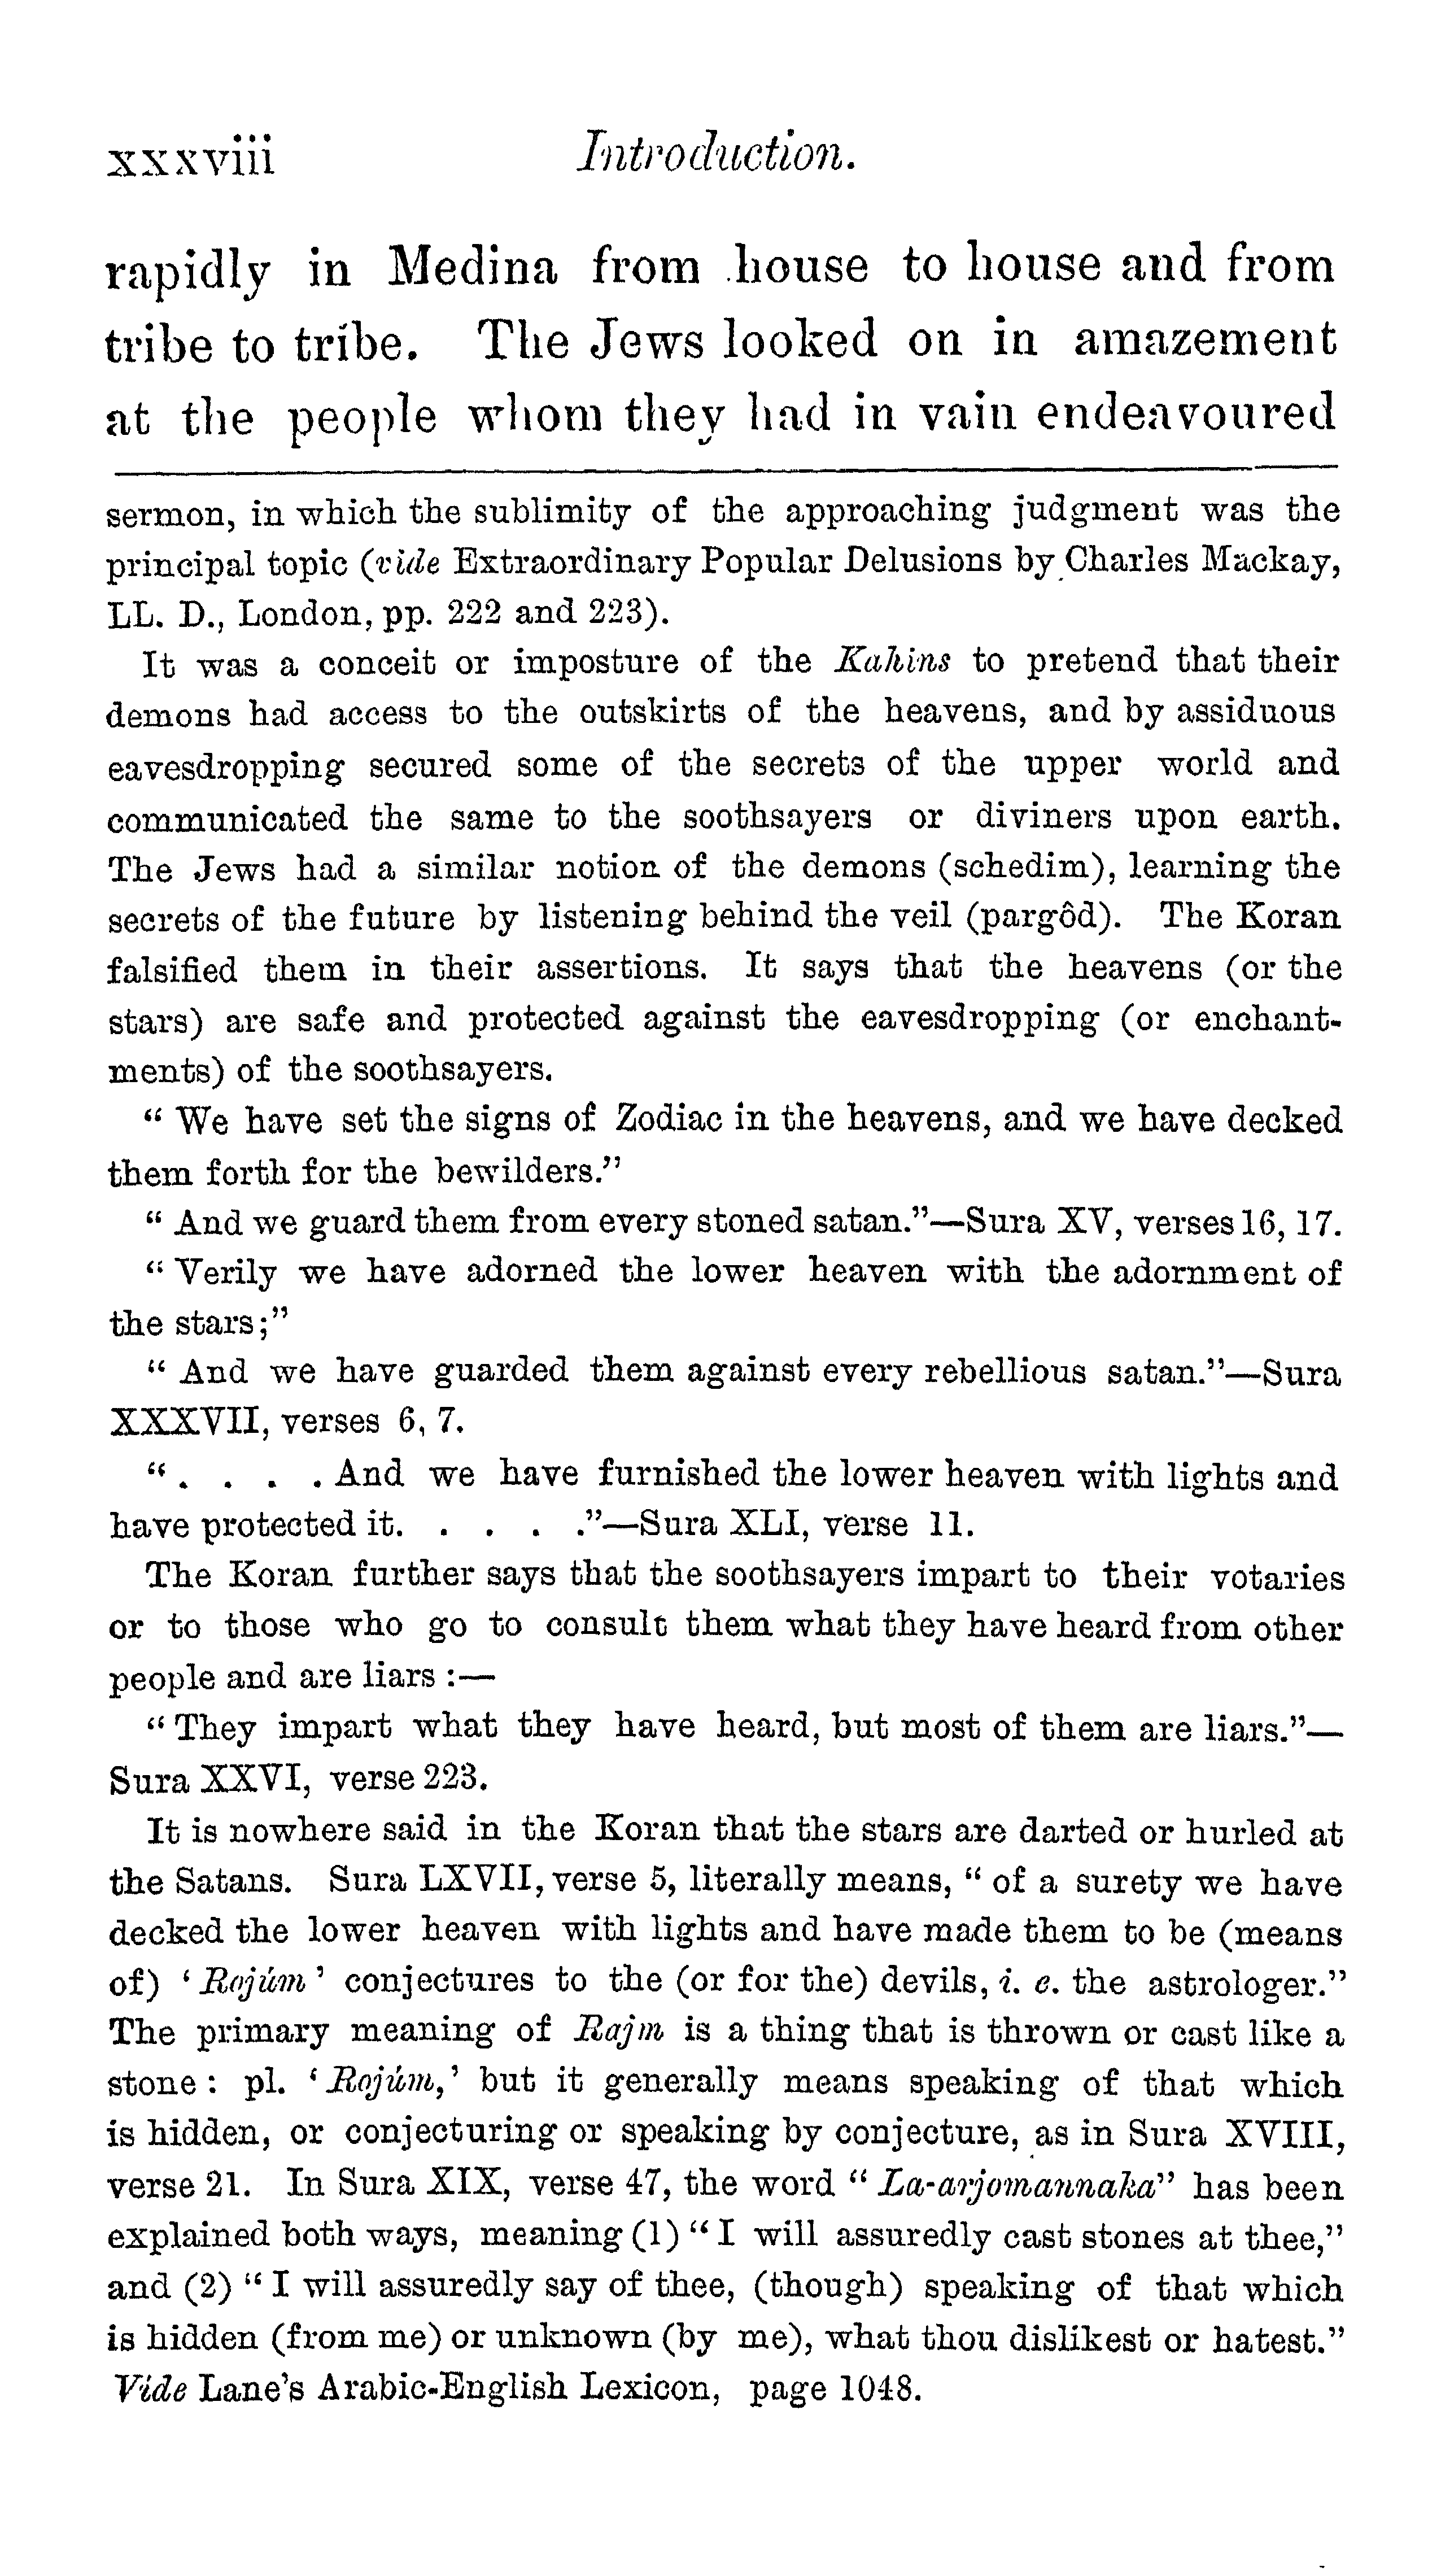 xxxviii Introduction.
rapidly in Medina from house to house and from
tribe to tribe. The Jews looked on in amazement
at the people whom they had in vain endeavoured
sermon, in which the sublimity of the approaching judgment was the
principal topic (vide Extraordinary Popular Delusions by Charles Mackay,
LL. D., London, pp. 222 and 223).
It was a conceit or imposture of the Kahins to pretend that their
demons had access to the outskirts of the heavens, and by assiduous
eavesdropping secured some of the secrets of the upper world and
communicated the same to the soothsayers or diviners upon earth.
The Jews had a similar notion of the demons (schedim), learning the
secrets of the future by listening behind the veil (pargôd). The Koran
falsified them in their assertions. It says that the heavens (or the
stars) are safe and protected against the eavesdropping (or enchant-
ments) of the soothsayers.
" We have set the signs of Zodiac in the heavens, and we have decked
them forth for the bewilders."
" And we guard them from every stoned satan."—Sura XV, verses 16, 17.
" Verily we have adorned the lower heaven with the adornment of
the stars;"
" And we have guarded them against every rebellious satan."—Sura
XXXVII, verses 6, 7.
" . . . . And we have furnished the lower heaven with lights and
have protected it. . . . . ."—Sura XLI, verse 11.
The Koran further says that the soothsayers impart to their votaries
or to those who go to consult them what they have heard from other
people and are liars :—
" They impart what they have heard, but most of them are liars."—
Sura XXVI, verse 223.
It is nowhere said in the Koran that the stars are darted or hurled at
the Satans. Sura LXVII, verse 5, literally means, " of a surety we have
decked the lower heaven with lights and have made them to be (means
of) ' Rojúm ' conjectures to the (or for the) devils, i. e. the astrologer."
The primary meaning of Rajm is a thing that is thrown or cast like a
stone : pl. ' Rojúm,' but it generally means speaking of that which
is hidden, or conjecturing or speaking by conjecture, as in Sura XVIII,
verse 21. In Sura XIX, verse 47, the word " La-arjomannaka" has been
explained both ways, meaning (1) " I will assuredly cast stones at thee,"
and (2) " I will assuredly say of thee, (though) speaking of that which
is hidden (from me) or unknown (by me), what thou dislikest or hatest."
Vide Lane's Arabic-English Lexicon, page 1048.